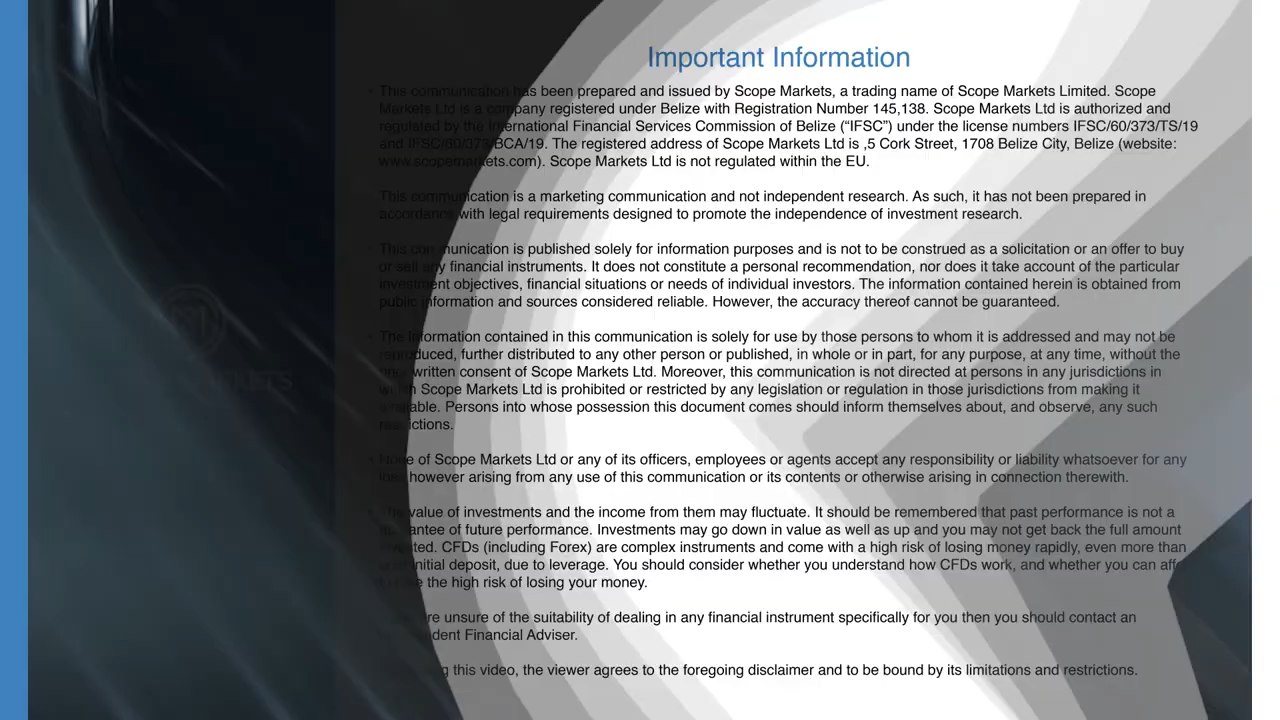 Important Information
• This communication has been prepared and issued by Scope Markets, a trading name of Scope Markets Limited. Scope
Markets Ltd is a company registered under Belize with Registration Number 145,138. Scope Markets Ltd is authorized and
regulated by the International Financial Services Commission of Belize (“IFSC”) under the license numbers IFSC/60/373/TS/19
and IFSC/60/373/BCA/19. The registered address of Scope Markets Ltd is ,5 Cork Street, 1708 Belize City, Belize (website:
www.scopemarkets.com). Scope Markets Ltd is not regulated within the EU.
This communication is a marketing communication and not independent research. As such, it has not been prepared in
accordance with legal requirements designed to promote the independence of investment research.
• This communication is published solely for information purposes and is not to be construed as a solicitation or an offer to buy
or sell any financial instruments. It does not constitute a personal recommendation, nor does it take account of the particular
investment objectives, financial situations or needs of individual investors. The information contained herein is obtained from
public information and sources considered reliable. However, the accuracy thereof cannot be guaranteed.
• The information contained in this communication is solely for use by those persons to whom it is addressed and may not be
reproduced, further distributed to any other person or published, in whole or in part, for any purpose, at any time, without the
prior written consent of Scope Markets Ltd. Moreover, this communication is not directed at persons in any jurisdictions in
which Scope Markets Ltd is prohibited or restricted by any legislation or regulation in those jurisdictions from making it
available. Persons into whose possession this document comes should inform themselves about, and observe, any such
restrictions.
• None of Scope Markets Ltd or any of its officers, employees or agents accept any responsibility or liability whatsoever for any
loss however arising from any use of this communication or its contents or otherwise arising in connection therewith.
• The value of investments and the income from them may fluctuate. It should be remembered that past performance is not a
guarantee of future performance. Investments may go down in value as well as up and you may not get back the full amount
invested. CFDs (including Forex) are complex instruments and come with a high risk of losing money rapidly, even more than
initial deposit, due to leverage. You should consider whether you understand how CFDs work, and whether you can afford
to take the high risk of losing your money.
are unsure of the suitability of dealing in any financial instrument specifically for you then you should contact an
Financial Adviser.
this video, the viewer agrees to the foregoing disclaimer and to be bound by its limitations and restrictions.